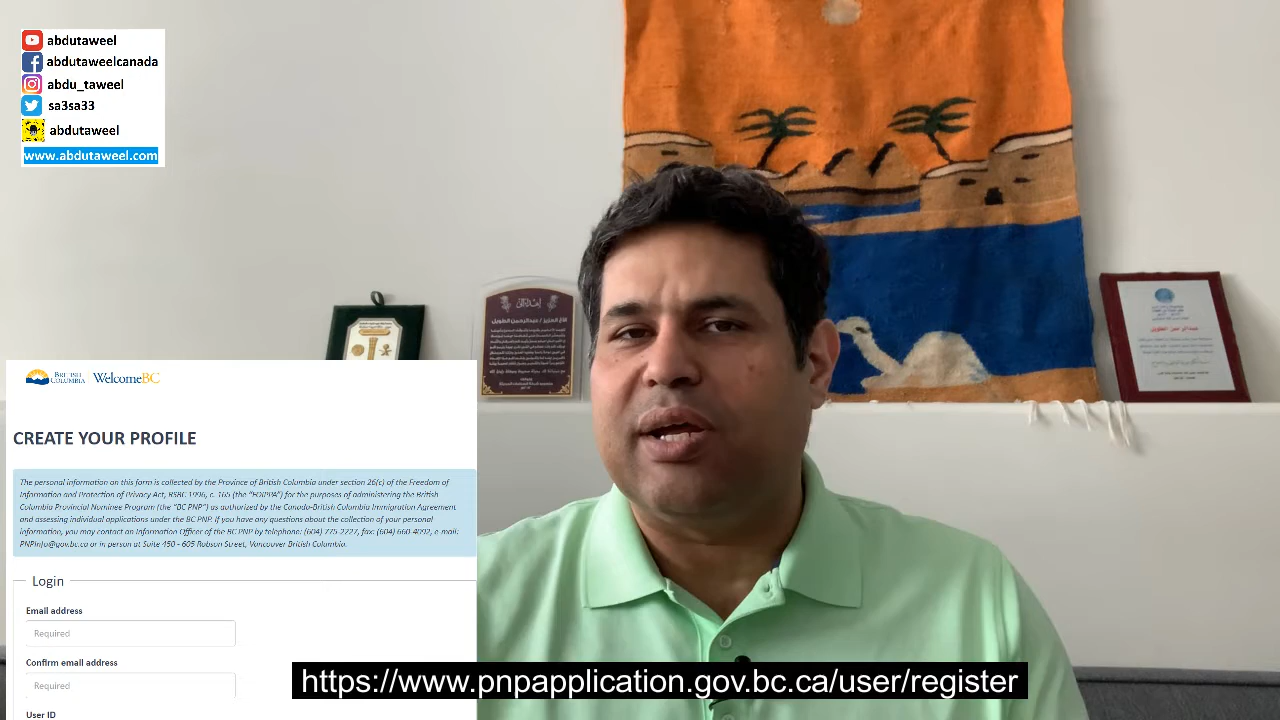 abdutaweel
abdutaweelcanada
abdu_taweel
sa3sa33
abdutaweel
www.abdutaweel.com
BRITISH
COLUMBIA
WelcomeBC
CREATE YOUR PROFILE
The personal information on this form is collected by the Province of British Columbia under section 26(c) of the Freedom of
Information and Protection of Privacy Act, RSBC 1996, c. 165 (the "FOIPPA") for the purposes of administering the British
Columbia Provincial Nominee Program (the "BC PNP") as authorized by the Canada-British Columbia Immigration Agreement
and assessing individual applications under the BC PNP. If you have any questions about the collection of your personal
information, you may contact an Information Officer of the BC PNP by telephone: (604) 775-2227, fax: (604) 660-4092, e-mail:
PNPinfo@gov.bc.ca or in person at Suite 450 - 605 Robson Street, Vancouver British Columbia.
Login
Email address
Required
Confirm email address
Required
User ID
https://www.pnpapplication.gov.bc.ca/user/register